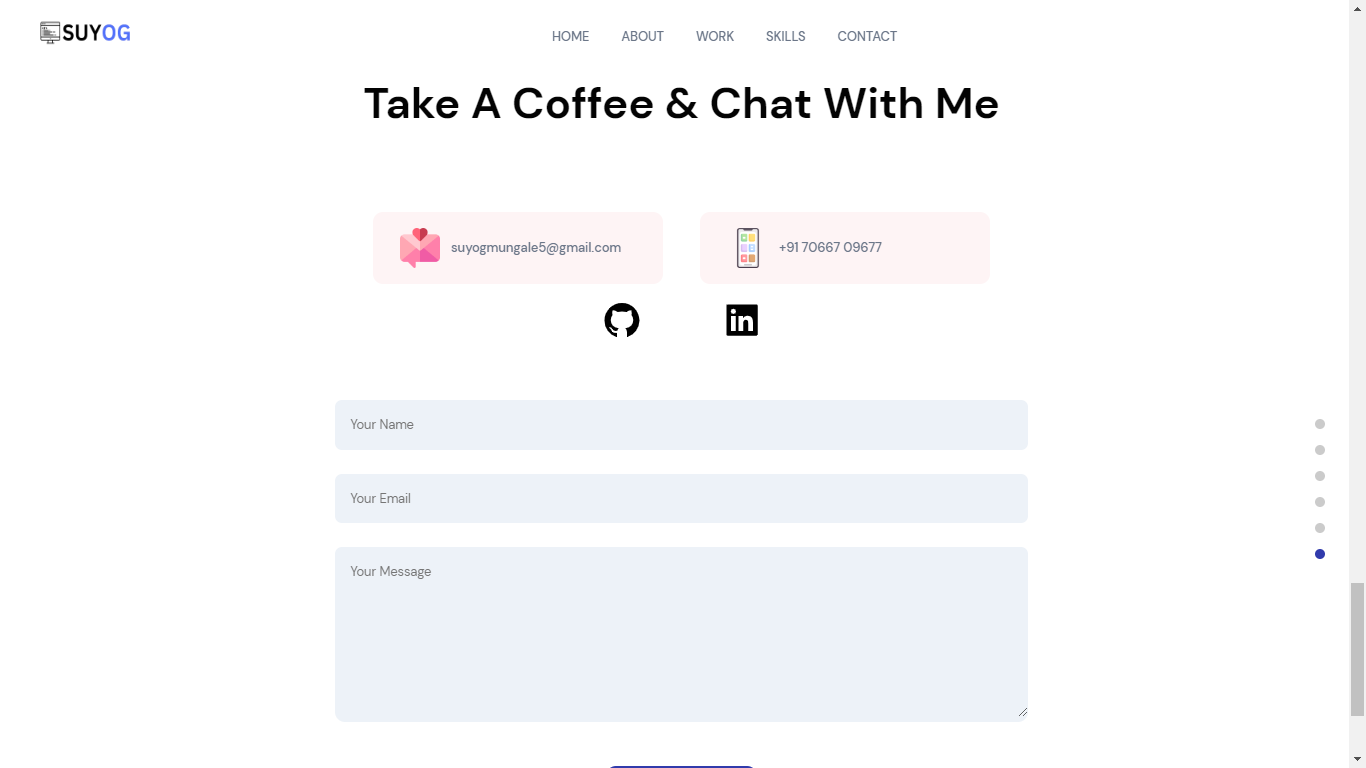 SUYOG
HOME ABOUT WORK SKILLS CONTACT
Take A Coffee & Chat With Me
suyogmungale5@gmail.com
+91 70667 09677
in
Your Name
Your Email
Your Message